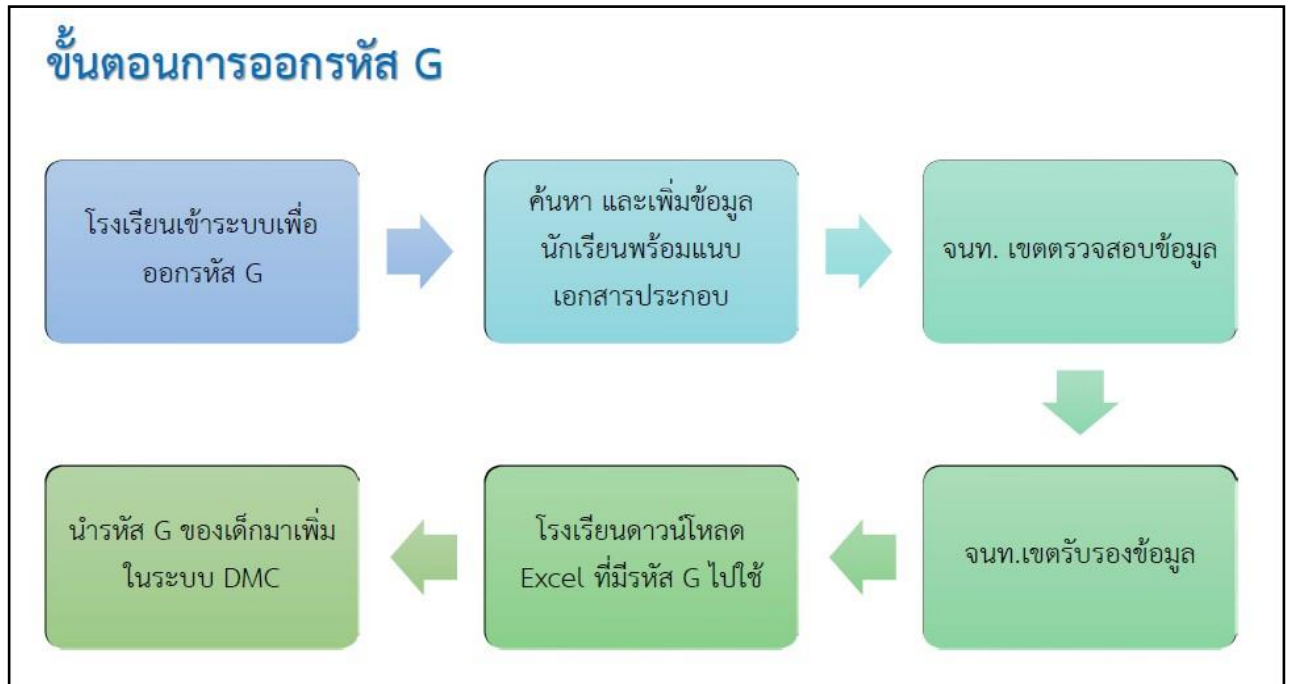 ขั้นตอนการออกรหัส G
โรงเรียนเข้าระบบเพื่อ
ออกรหัส G
ค้นหา และเพิ่มข้อมูล
นักเรียนพร้อมแนบ
เอกสารประกอบ
จนท. เขตตรวจสอบข้อมูล
จนท.เขตรับรองข้อมูล
โรงเรียนดาวน์โหลด
Excel ที่มีรหัส G ไปใช้
นำรหัส G ของเด็กมาเพิ่ม
ในระบบ DMC